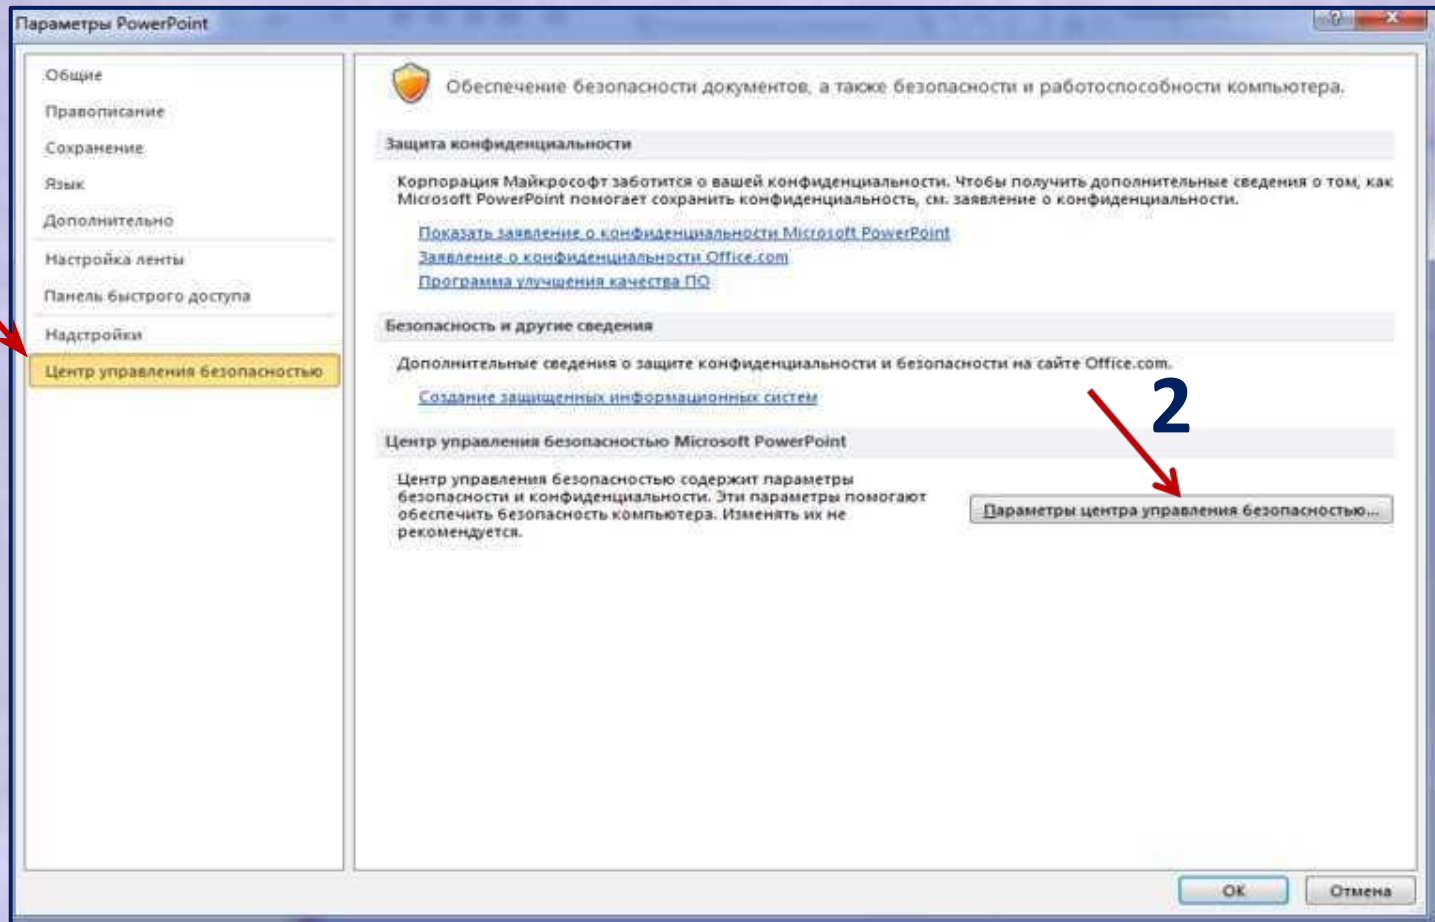 Параметры PowerPoint
Общие
Правописание
Сохранение
Язык
Дополнительно
Настройка ленты
Панель быстрого доступа
Надстройки
Центр управления безопасностью
Обеспечение безопасности документов, а также безопасности и работоспособности компьютера.
Защита конфиденциальности
Корпорация Майкрософт заботится о вашей конфиденциальности. Чтобы получить дополнительные сведения о том, как
Microsoft PowerPoint помогает сохранить конфиденциальность, см. заявление о конфиденциальности.
Показать заявление о конфиденциальности Microsoft PowerPoint
Заявление о конфиденциальности Office.com
Программа улучшения качества ПО
Безопасность и другие сведения
Дополнительные сведения о защите конфиденциальности и безопасности на сайте Office.com.
Создание защищенных информационных систем
2
Центр управления безопасностью Microsoft PowerPoint
Центр управления безопасностью содержит параметры
безопасности и конфиденциальности. Эти параметры помогают
обеспечить безопасность компьютера. Изменять их не
рекомендуется.
Параметры центра управления безопасностью...
ОК
Отмена